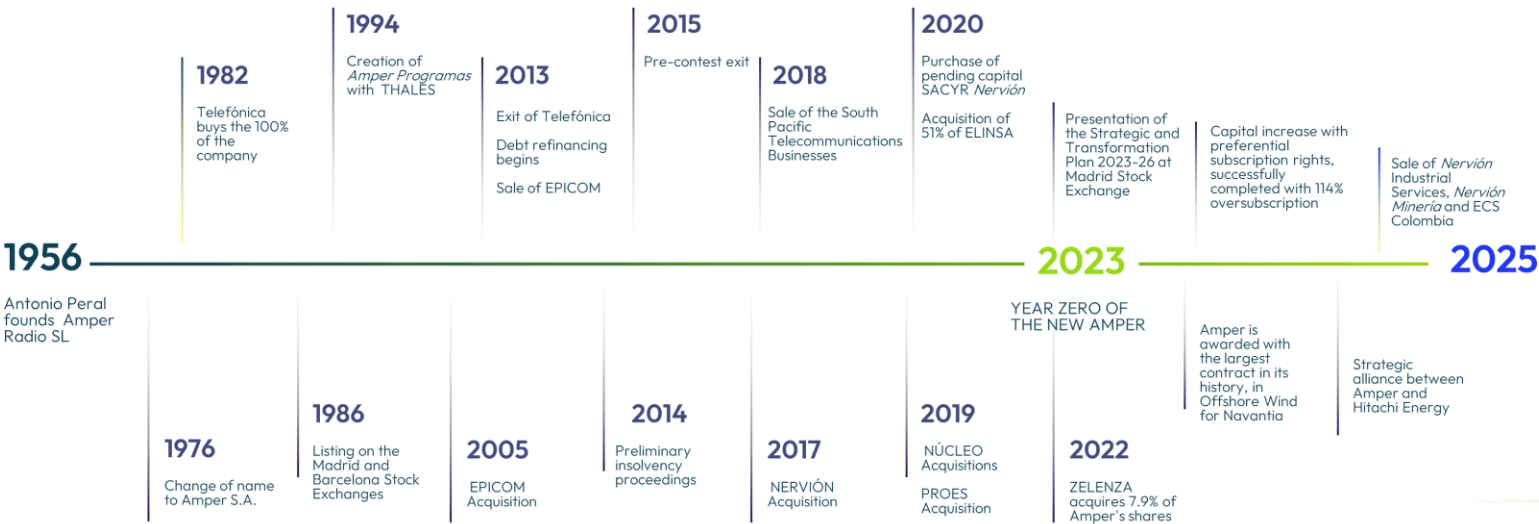 1956
Antonio Peral
founds Amper
Radio SL
1976
Change of name
to Amper S.A.
1982
Telefónica
buys the 100%
of the
company
1986
Listing on the
Madrid and
Barcelona Stock
Exchanges
1994
Creation of
Amper Programas
with THALES
2005
EPICOM
Acquisition
2013
Exit of Telefónica
Debt refinancing
begins
Sale of EPICOM
2014
Preliminary
insolvency
proceedings
2015
Pre-contest exit
2017
NERVIÓN
Acquisition
2018
Sale of the South
Pacific
Telecommunications
Businesses
2019
NÚCLEO
Acquisitions
PROES
Acquisition
2020
Purchase of
pending capital
SACYR Nervión
Acquisition of
51% of ELINSA
2022
ZELENZA
acquires 7.9% of
Amper's shares
Presentation of
the Strategic and
Transformation
Plan 2023-26 at
Madrid Stock
Exchange
2023
YEAR ZERO OF
THE NEW AMPER
Amper is
awarded with
the largest
contract in its
history, in
Offshore Wind
for Navantia
Capital increase with
preferential
subscription rights,
successfully
completed with 114%
oversubscription
Strategic
alliance between
Amper and
Hitachi Energy
Sale of Nervión
Industrial
Services, Nervión
Minería and ECS
Colombia
2025